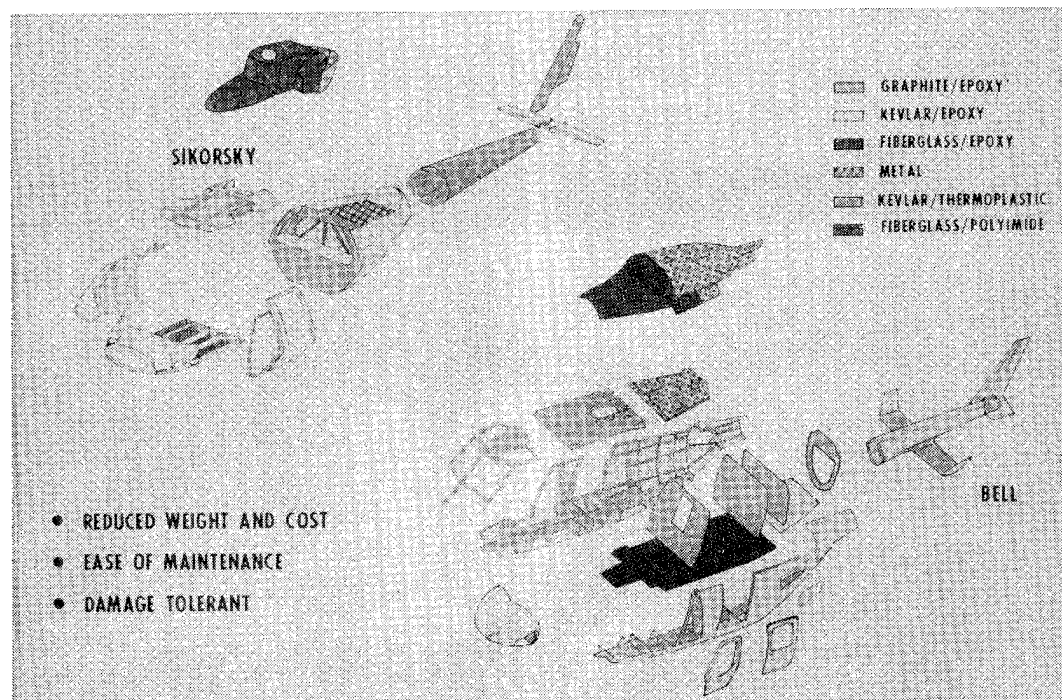 SIKORSKY
GRAPHITE/EPOXY
KEVLAR/EPOXY
FIBERGLASS/EPOXY
METAL
KEVLAR/THERMOPLASTIC
FIBERGLASS/POLYIMIDE
BELL
• REDUCED WEIGHT AND COST
• EASE OF MAINTENANCE
• DAMAGE TOLERANT